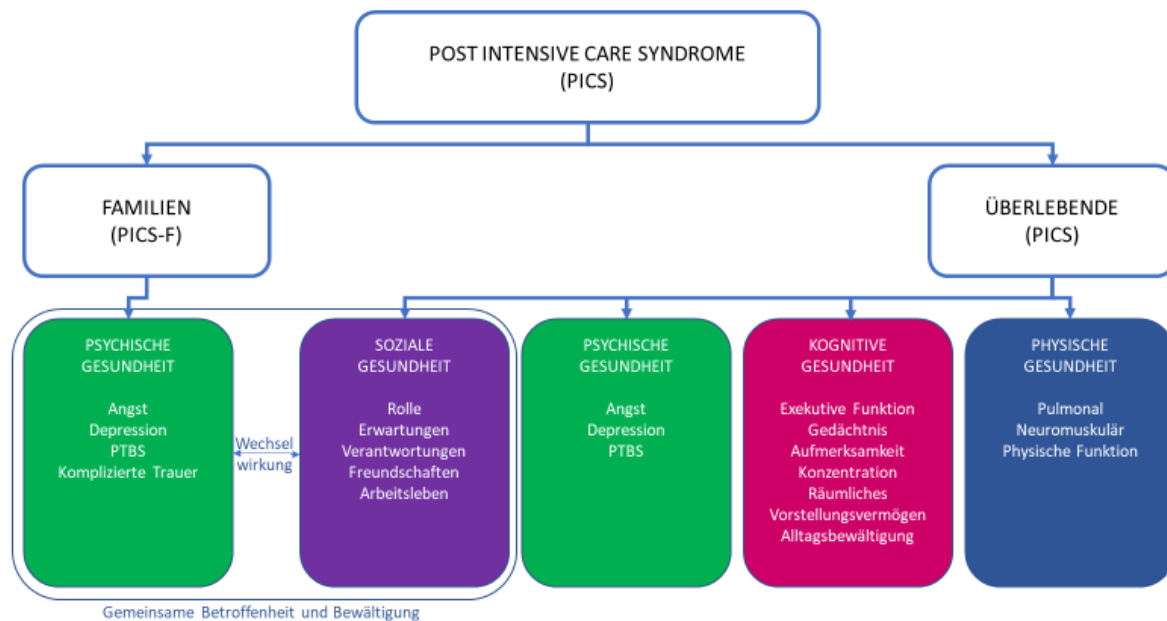 POST INTENSIVE CARE SYNDROME
(PICS)
FAMILIEN
(PICS-F)
ÜBERLEBENDE
(PICS)
PSYCHISCHE
GESUNDHEIT
Angst
Depression
PTBS
Komplizierte Trauer
Wechsel
wirkung
SOZIALE
GESUNDHEIT
Rolle
Erwartungen
Verantwortungen
Freundschaften
Arbeitsleben
PSYCHISCHE
GESUNDHEIT
Angst
Depression
PTBS
KOGNITIVE
GESUNDHEIT
Exekutive Funktion
Gedächtnis
Aufmerksamkeit
Konzentration
Räumliches
Vorstellungsvermögen
Alltagsbewältigung
PHYSISCHE
GESUNDHEIT
Pulmonal
Neuromuskulär
Physische Funktion
Gemeinsame Betroffenheit und Bewältigung